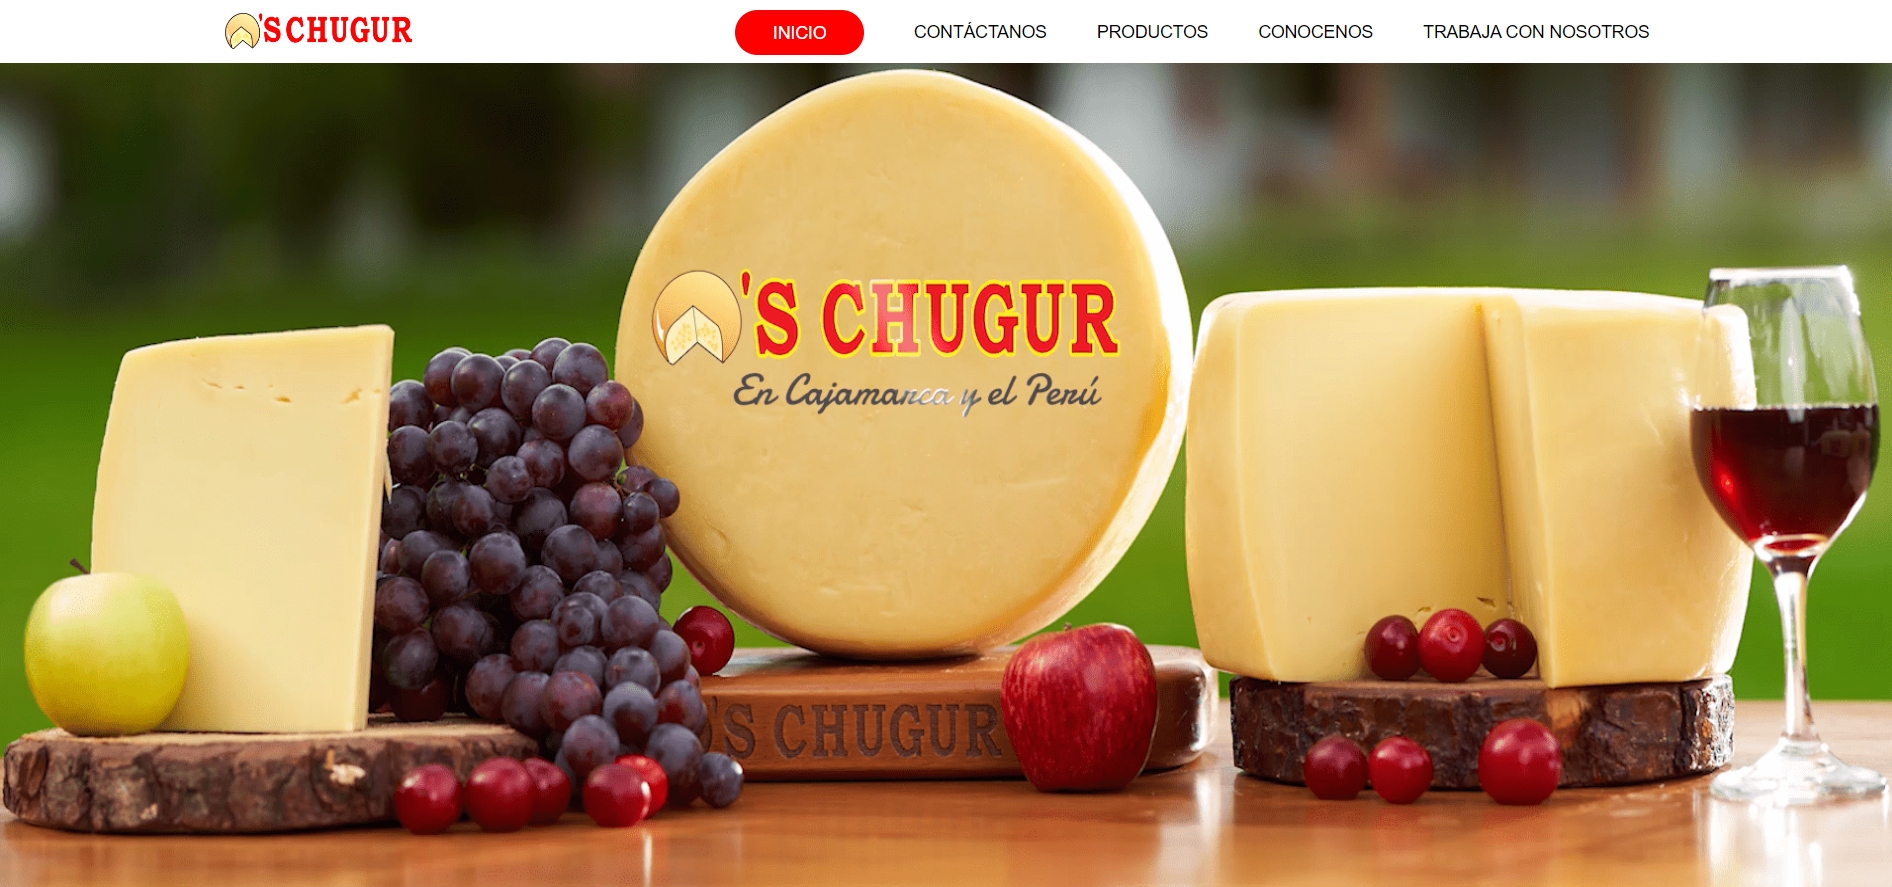 'S CHUGUR
INICIO
CONTÁCTANOS
PRODUCTOS
CONOCENOS
TRABAJA CON NOSOTROS
'S CHUGUR
En Cajamarca y el Perú
'S CHUGUR